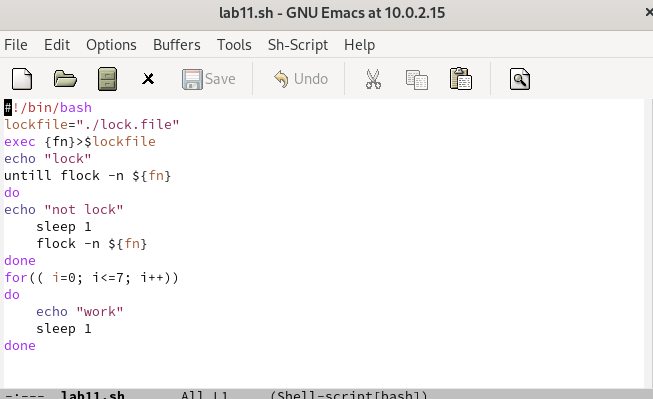 lab11.sh - GNU Emacs at 10.0.2.15
File Edit Options Buffers Tools Sh-Script Help
Save Undo
#!/bin/bash
lockfile="./lock.file"
exec {fn}>$lockfile
echo "lock"
untill flock -n ${fn}
do
echo "not lock"
    sleep 1
    flock -n ${fn}
done
for(( i=0; i<=7; i++))
do
    echo "work"
    sleep 1
done
-:--- lab11.sh All L1 (Shell-script[bash])